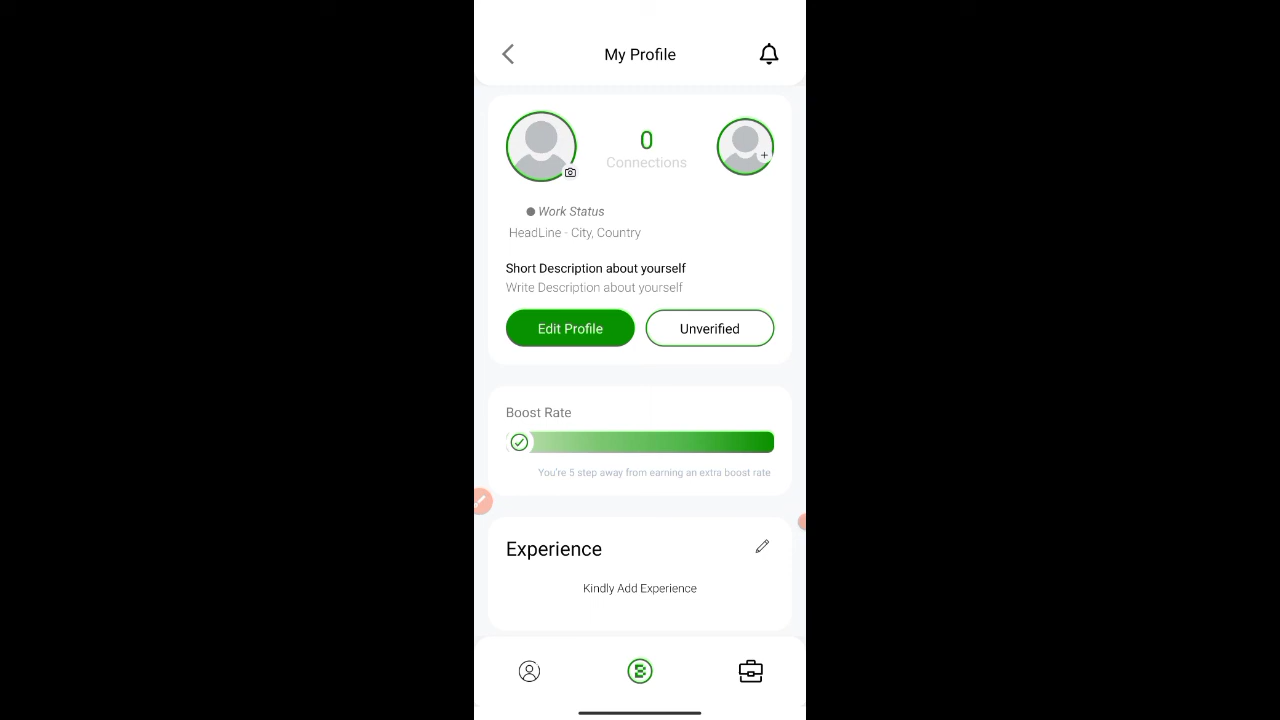 My Profile
0
Connections
Work Status
HeadLine - City, Country
Short Description about yourself
Write Description about yourself
Edit Profile
Unverified
Boost Rate
You're 5 step away from earning an extra boost rate
Experience
Kindly Add Experience